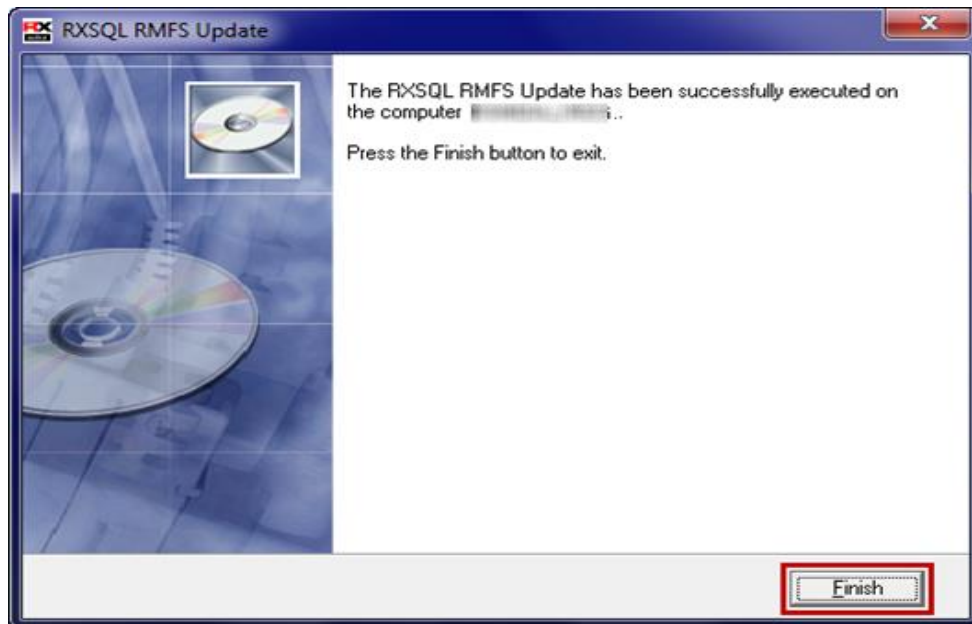 RX
RXSQL RMFS Update
The RXSQL RMFS Update has been successfully executed on
the computer ..
Press the Finish button to exit.
Finish